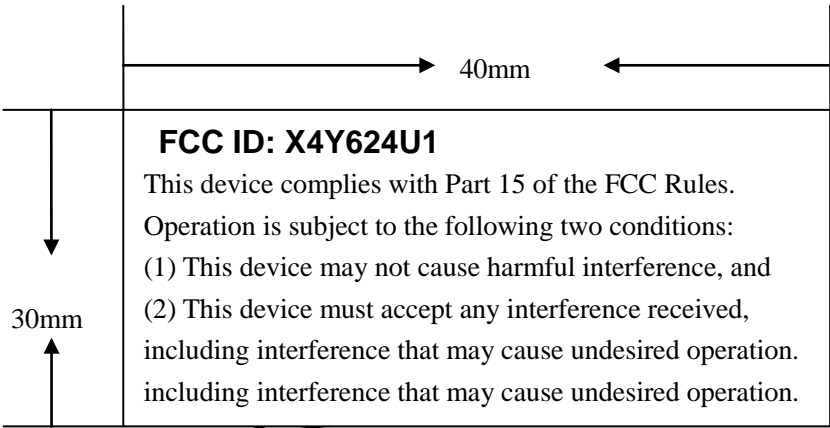 40mm
FCC ID: X4Y624U1
This device complies with Part 15 of the FCC Rules.
Operation is subject to the following two conditions:
(1) This device may not cause harmful interference, and
(2) This device must accept any interference received,
30mm
including interference that may cause undesired operation.
including interference that may cause undesired operation.